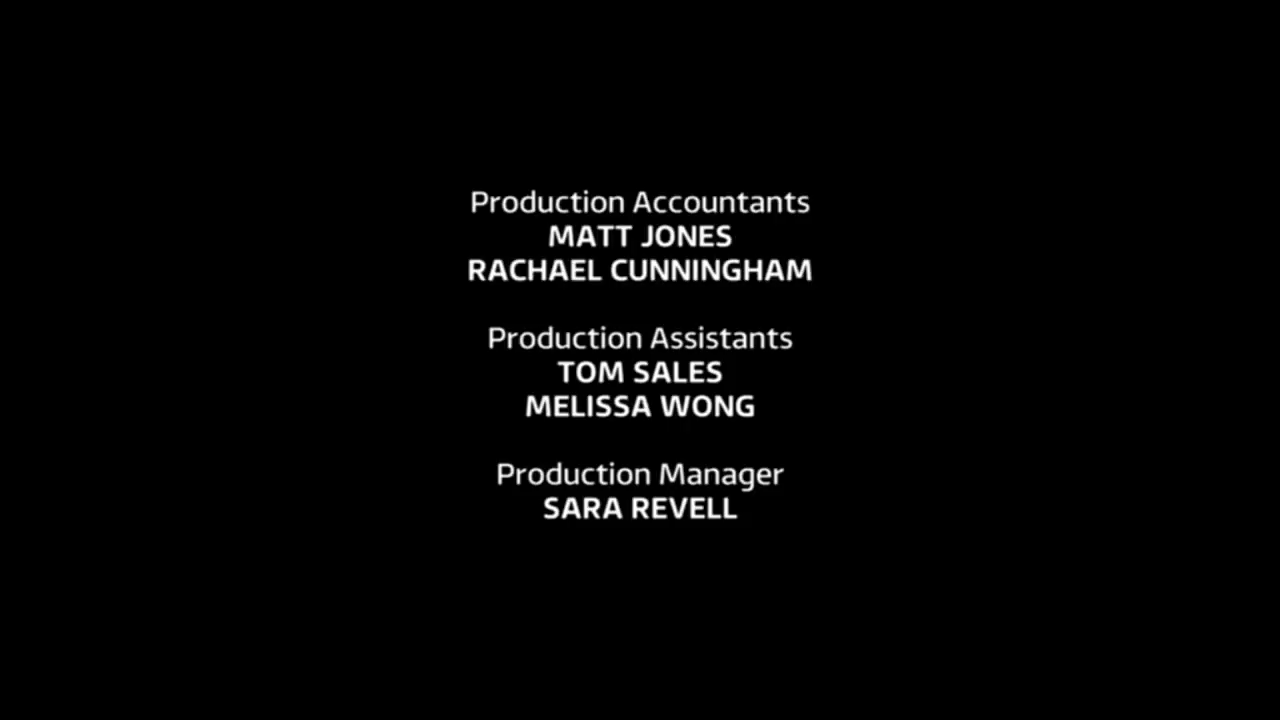 Production Accountants
MATT JONES
RACHAEL CUNNINGHAM
Production Assistants
TOM SALES
MELISSA WONG
Production Manager
SARA REVELL